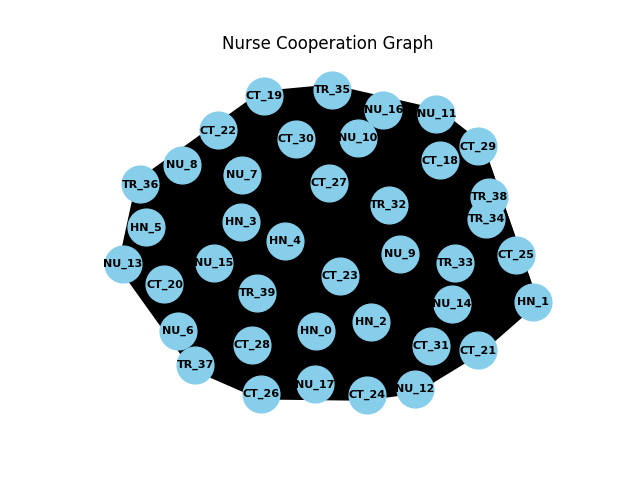 Nurse Cooperation Graph
TR_35
CT_19
NU_16
NU_11
CT_22
CT_30
NU_10
CT_29
CT_18
NU_8
NU_7
CT_27
TR_36
TR_38
TR_32
TR_34
HN_3
HN_5
HN_4
NU_9
CT_25
NU_13
NU_15
TR_33
CT_23
CT_20
TR_39
HN_1
NU_14
HN_2
NU_6
HN_0
CT_28
CT_31
CT_21
TR_37
NU_17
NU_12
CT_26
CT_24